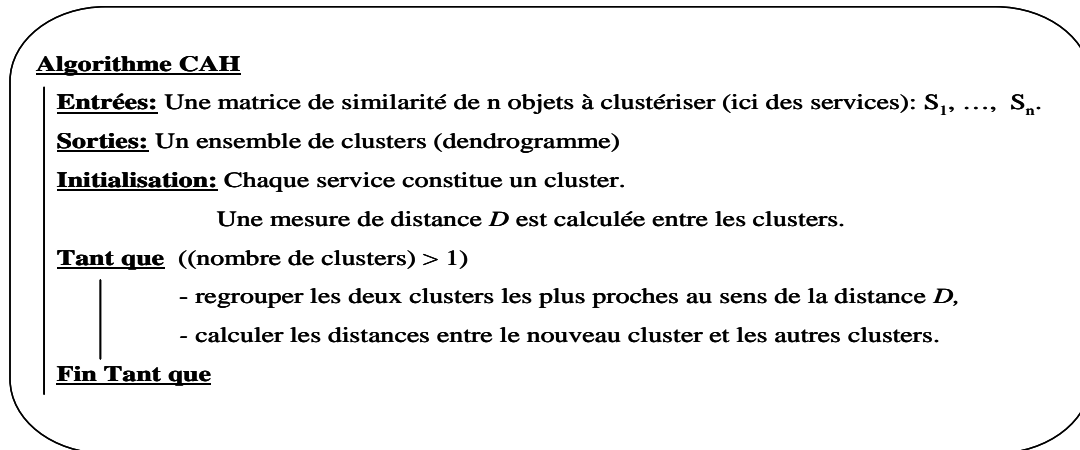 Algorithme CAH
Entrées: Une matrice de similarité de n objets à clustériser (ici des services): S1, …, Sn.
Sorties: Un ensemble de clusters (dendrogramme)
Initialisation: Chaque service constitue un cluster.
Une mesure de distance D est calculée entre les clusters.
Tant que ((nombre de clusters) > 1)
- regrouper les deux clusters les plus proches au sens de la distance D,
- calculer les distances entre le nouveau cluster et les autres clusters.
Fin Tant que